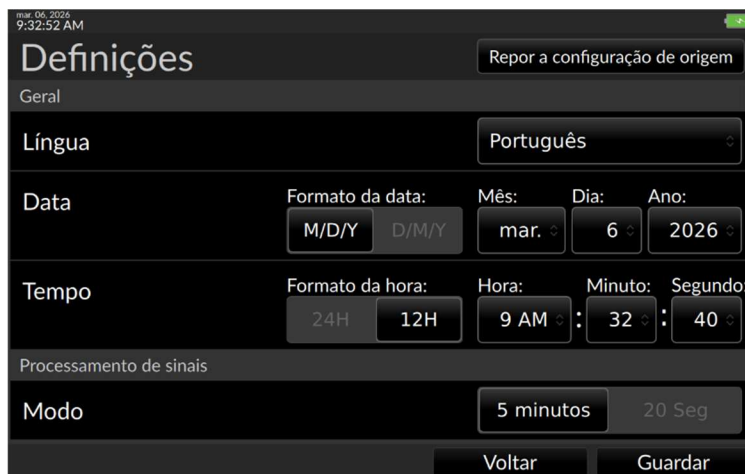 mar. 06, 2026
9:32:52 AM
Definições
Repor a configuração de origem
Geral
Língua
Português
Data
Formato da data:
M/D/Y D/M/Y
Mês: Dia: Ano:
mar. 6 2026
Tempo
Formato da hora:
24H 12H
Hora: Minuto: Segundo:
9 AM : 32 : 40
Processamento de sinais
Modo
5 minutos 20 Seg
Voltar Guardar